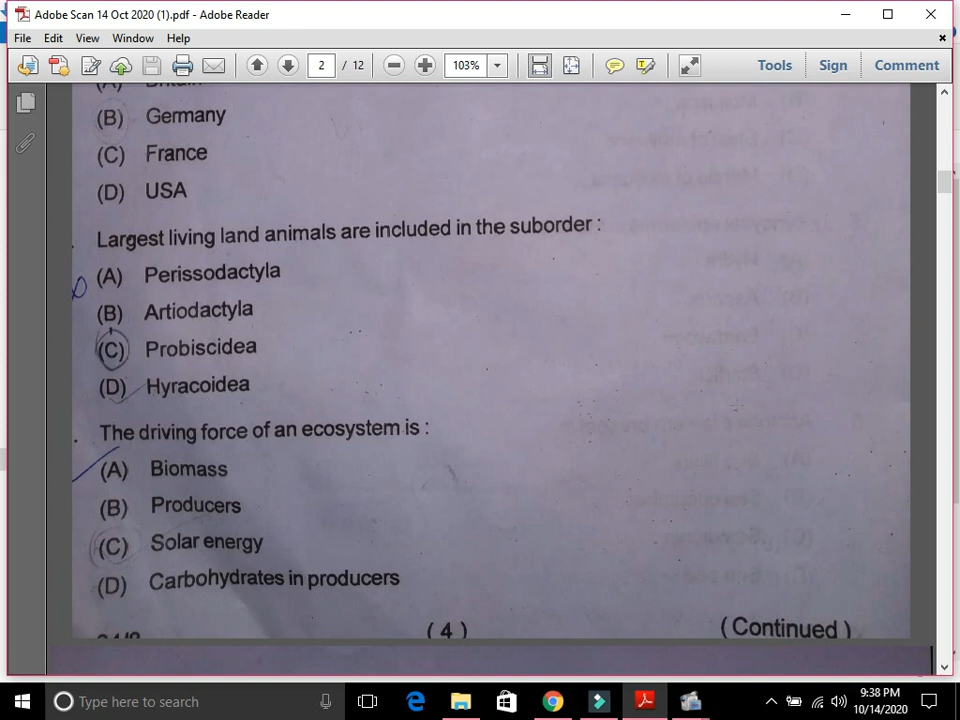 Adobe Scan 14 Oct 2020 (1).pdf - Adobe Reader
File Edit View Window Help
2 / 12 103% Tools Sign Comment
(A) Britain
(B) Germany
(C) France
(D) USA
Largest living land animals are included in the suborder :
(A) Perissodactyla
(B) Artiodactyla
(C) Probiscidea
(D) Hyracoidea
The driving force of an ecosystem is :
(A) Biomass
(B) Producers
(C) Solar energy
(D) Carbohydrates in producers
( 4 ) ( Continued )
Type here to search
9:38 PM
10/14/2020